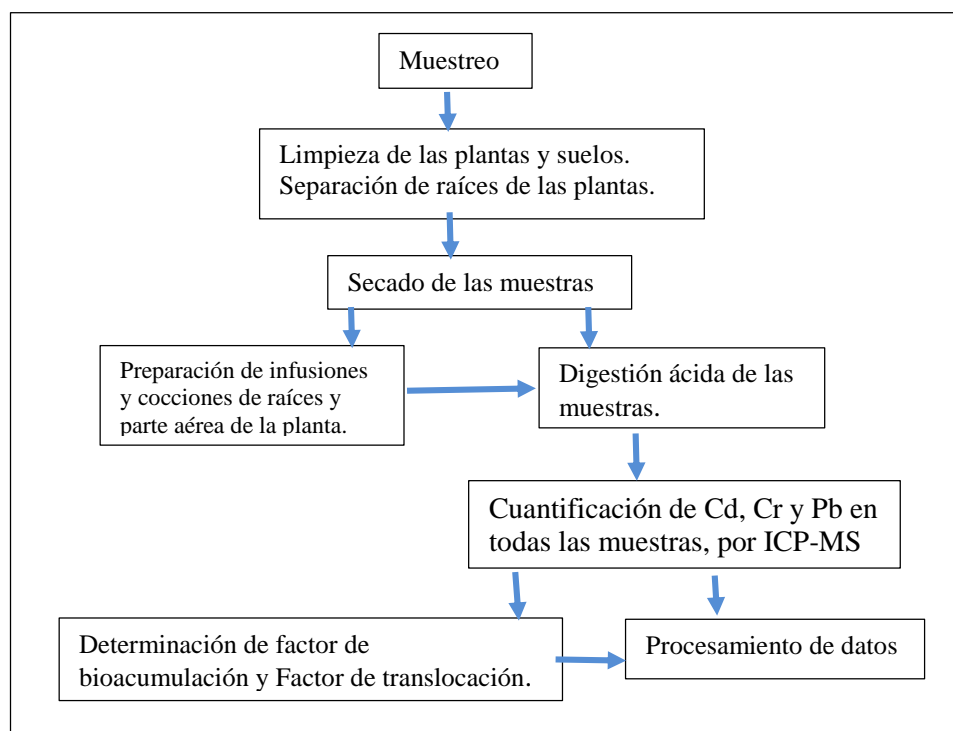 Muestreo
Limpieza de las plantas y suelos.
Separación de raíces de las plantas.
Secado de las muestras
Preparación de infusiones
y cocciones de raíces y
parte aérea de la planta.
Digestión ácida de las
muestras.
Cuantificación de Cd, Cr y Pb en
todas las muestras, por ICP-MS
Determinación de factor de
bioacumulación y Factor de translocación.
Procesamiento de datos